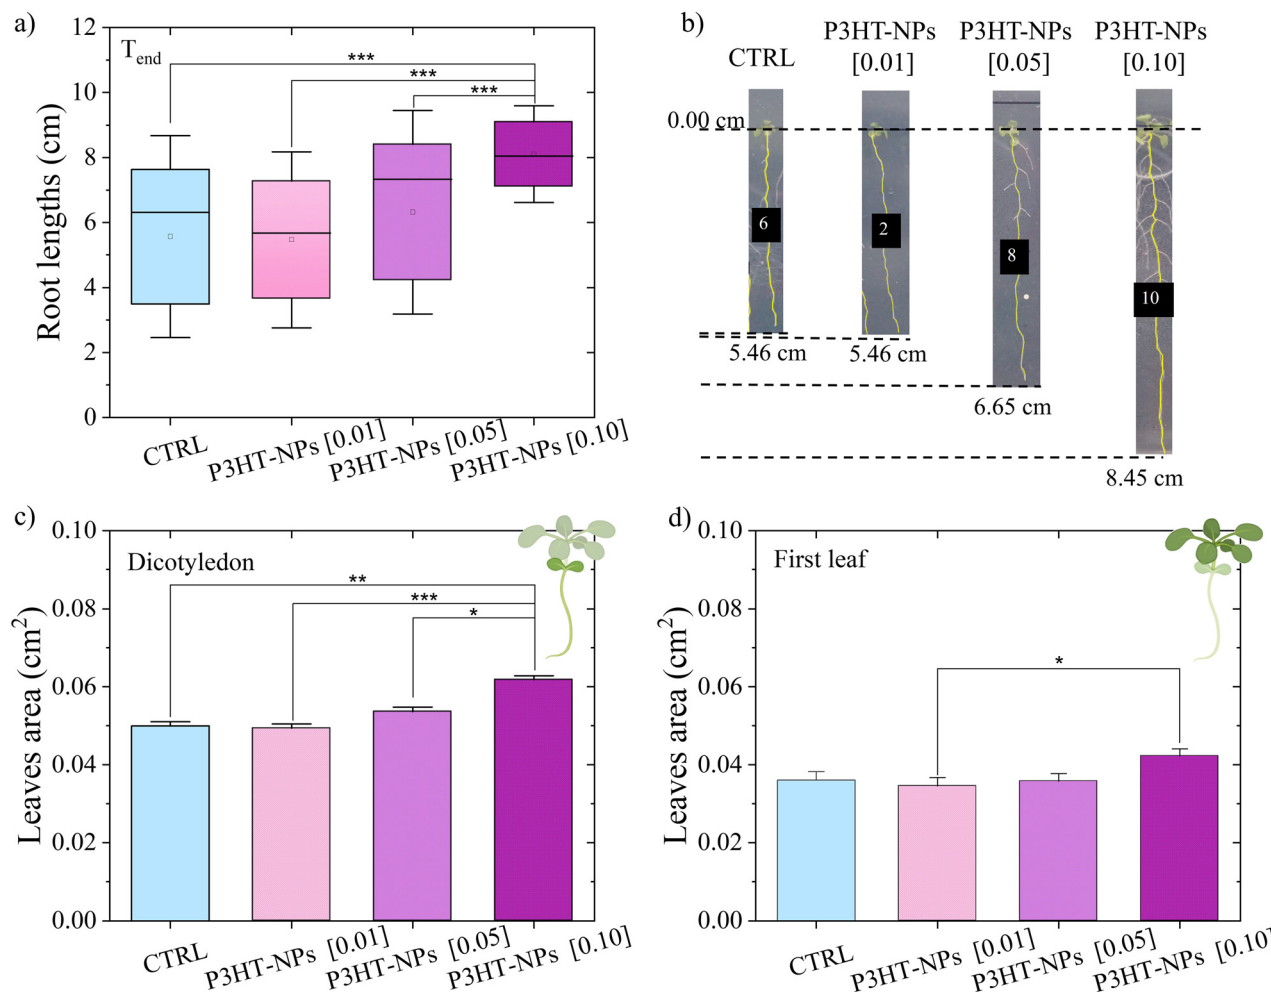 a)
T_end
Root lengths (cm)
12
10
8
6
4
2
0
***
***
***
CTRL
P3HT-NPs [0.01]
P3HT-NPs [0.05]
P3HT-NPs [0.10]
b)
CTRL
P3HT-NPs
[0.01]
P3HT-NPs
[0.05]
P3HT-NPs
[0.10]
0.00 cm
6
2
8
10
5.46 cm
5.46 cm
6.65 cm
8.45 cm
c)
Dicotyledon
Leaves area (cm²)
0.10
0.08
0.06
0.04
0.02
0.00
**
***
*
CTRL
P3HT-NPs [0.01]
P3HT-NPs [0.05]
P3HT-NPs [0.10]
d)
First leaf
Leaves area (cm²)
0.10
0.08
0.06
0.04
0.02
0.00
*
CTRL
P3HT-NPs [0.01]
P3HT-NPs [0.05]
P3HT-NPs [0.10]